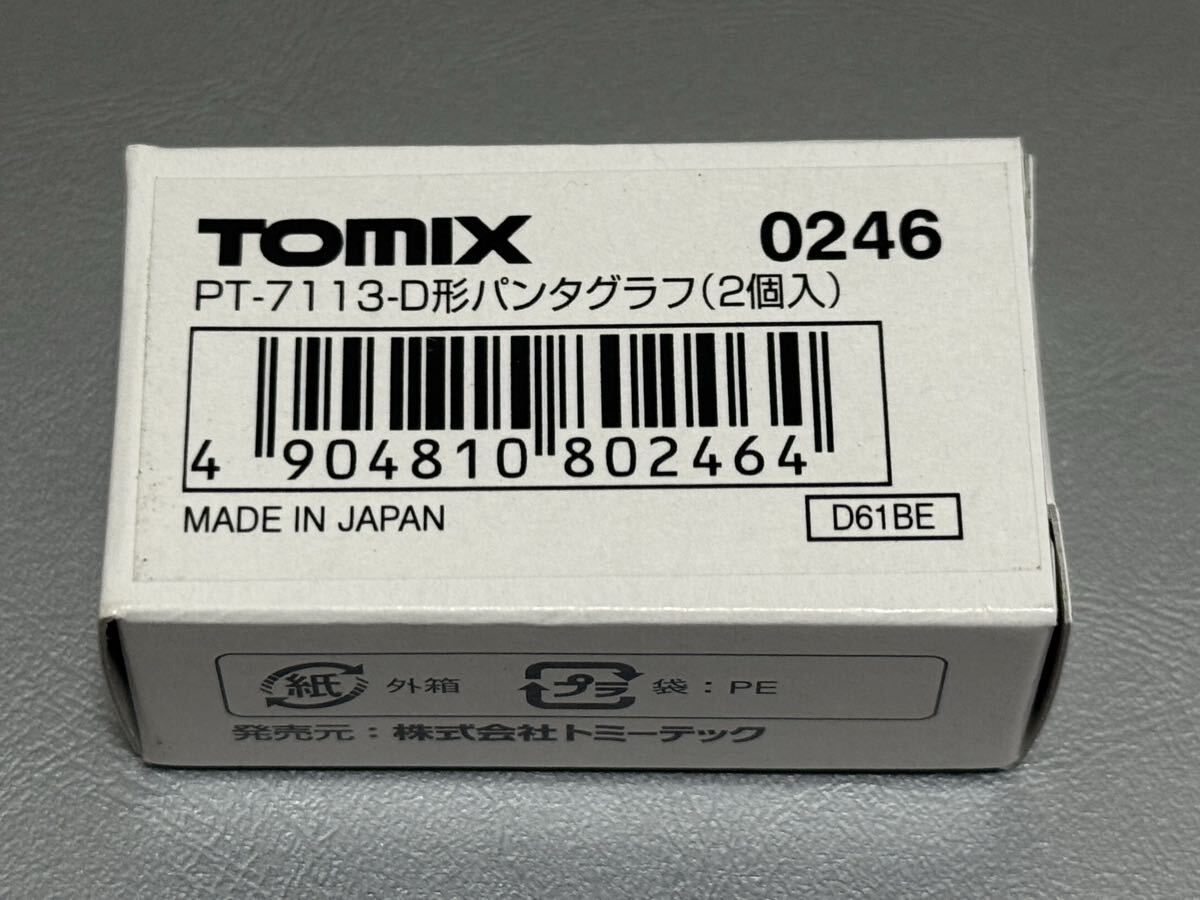 TOMIX 0246
PT-7113-D形パンタグラフ(2個入)
4 904810 802464
MADE IN JAPAN D61BE
紙 外箱 プラ 袋：PE
発売元：株式会社トミーテック